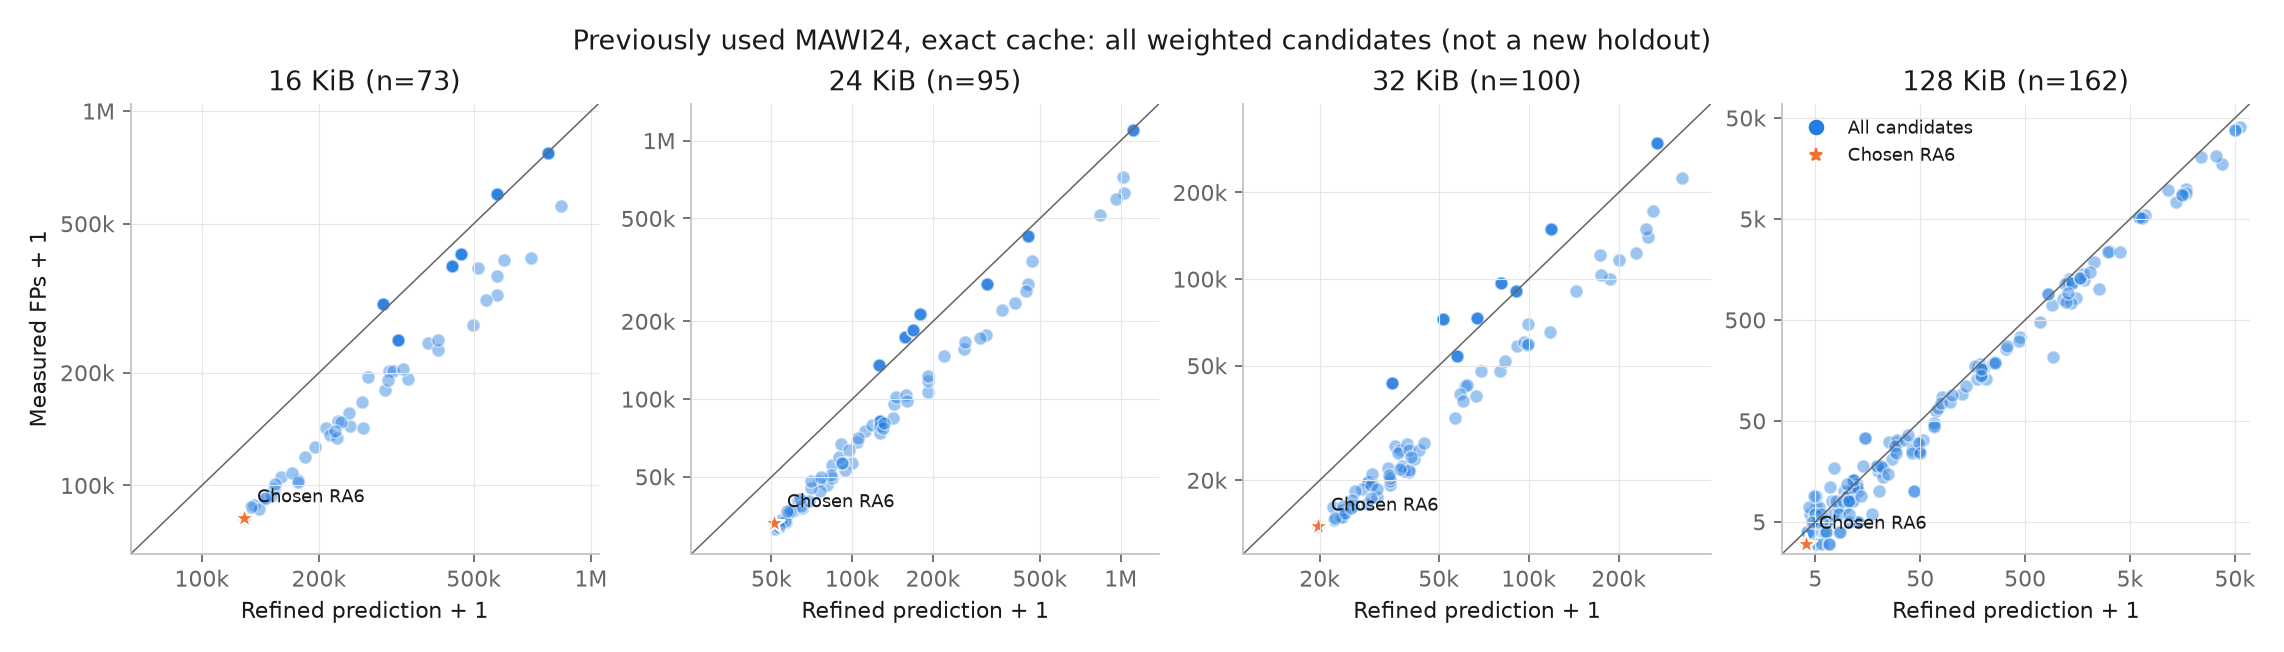 Previously used MAWI24, exact cache: all weighted candidates (not a new holdout)
16 KiB (n=73)
1M
500k
200k
100k
Measured FPs + 1
Chosen RA6
100k
200k
500k
1M
Refined prediction + 1
24 KiB (n=95)
1M
500k
200k
100k
50k
Chosen RA6
50k
100k
200k
500k
1M
Refined prediction + 1
32 KiB (n=100)
200k
100k
50k
20k
Chosen RA6
20k
50k
100k
200k
Refined prediction + 1
128 KiB (n=162)
All candidates
Chosen RA6
50k
5k
500
50
5
Chosen RA6
5
50
500
5k
50k
Refined prediction + 1